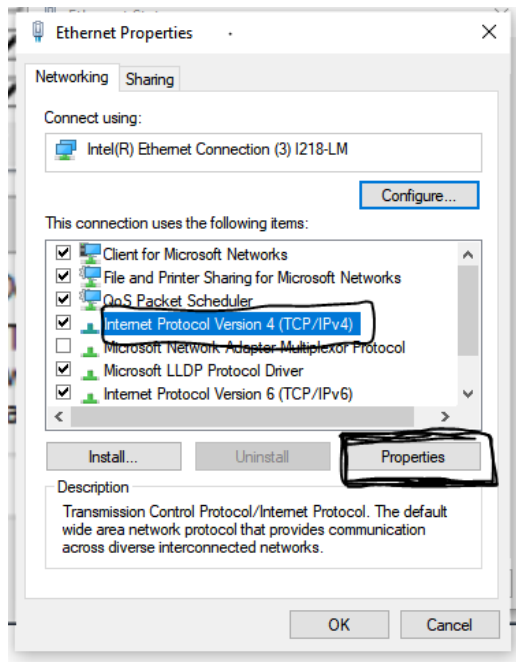 Ethernet Properties
Networking
Sharing
Connect using:
Intel(R) Ethernet Connection (3) I218-LM
Configure...
This connection uses the following items:
Client for Microsoft Networks
File and Printer Sharing for Microsoft Networks
QoS Packet Scheduler
Internet Protocol Version 4 (TCP/IPv4)
Microsoft Network Adapter Multiplexor Protocol
Microsoft LLDP Protocol Driver
Internet Protocol Version 6 (TCP/IPv6)
Install...
Uninstall
Properties
Description
Transmission Control Protocol/Internet Protocol. The default
wide area network protocol that provides communication
across diverse interconnected networks.
OK
Cancel